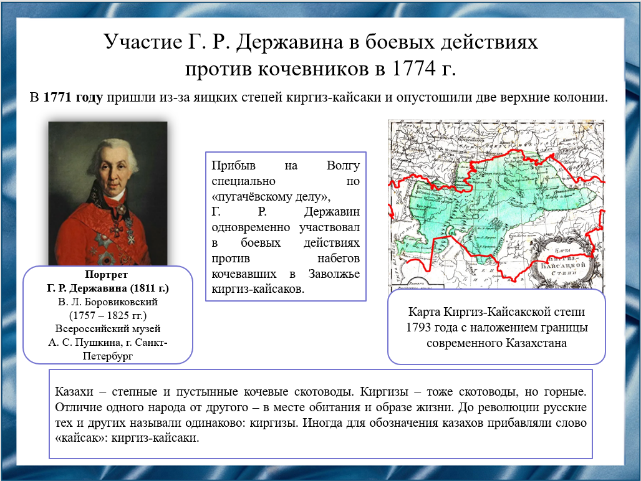 Участие Г. Р. Державина в боевых действиях
против кочевников в 1774 г.
В 1771 году пришли из-за яицких степей киргиз-кайсаки и опустошили две верхние колонии.
Прибыв на Волгу
специально по
«пугачёвскому делу»,
Г. Р. Державин
одновременно участвовал
в боевых действиях
против набегов
кочевавших в Заволжье
киргиз-кайсаков.
Портрет
Г. Р. Державина (1811 г.)
В. Л. Боровиковский
(1757 – 1825 гг.)
Всероссийский музей
А. С. Пушкина, г. Санкт-
Петербург
Карта Киргиз-Кайсакской степи
1793 года с наложением границы
современного Казахстана
Казахи – степные и пустынные кочевые скотоводы. Киргизы – тоже скотоводы, но горные.
Отличие одного народа от другого – в месте обитания и образе жизни. До революции русские
тех и других называли одинаково: киргизы. Иногда для обозначения казахов прибавляли слово
«кайсак»: киргиз-кайсаки.